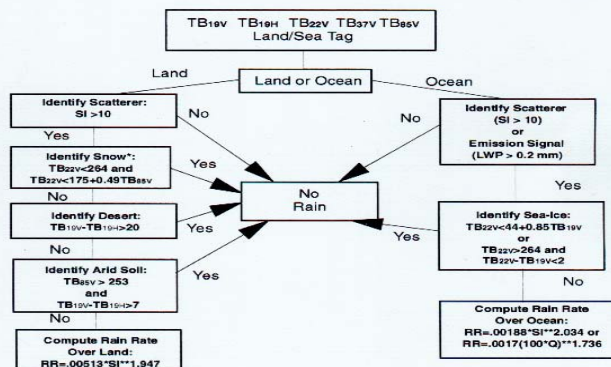 TB19V TB19H TB22V TB37V TB85V
Land/Sea Tag
Land
Land or Ocean
Ocean
Identify Scatterer:
SI >10
No
Yes
Identify Snow*:
TB22V<264 and
TB22V<175+0.49TB85V
Yes
No
Identify Desert:
TB19V-TB19H>20
Yes
No
Identify Arid Soil:
TB85V > 253
and
TB19V-TB19H>7
Yes
No
Compute Rain Rate
Over Land:
RR=.00513*SI**1.947
No
Rain
Identify Scatterer
(SI > 10)
or
Emission Signal
(LWP > 0.2 mm)
No
Yes
Identify Sea-Ice:
TB22V<44+0.85TB19V
or
TB22V>264 and
TB22V-TB19V<2
Yes
No
Compute Rain Rate
Over Ocean:
RR=.00188*SI**2.034 or
RR=.0017(100*Q)**1.736